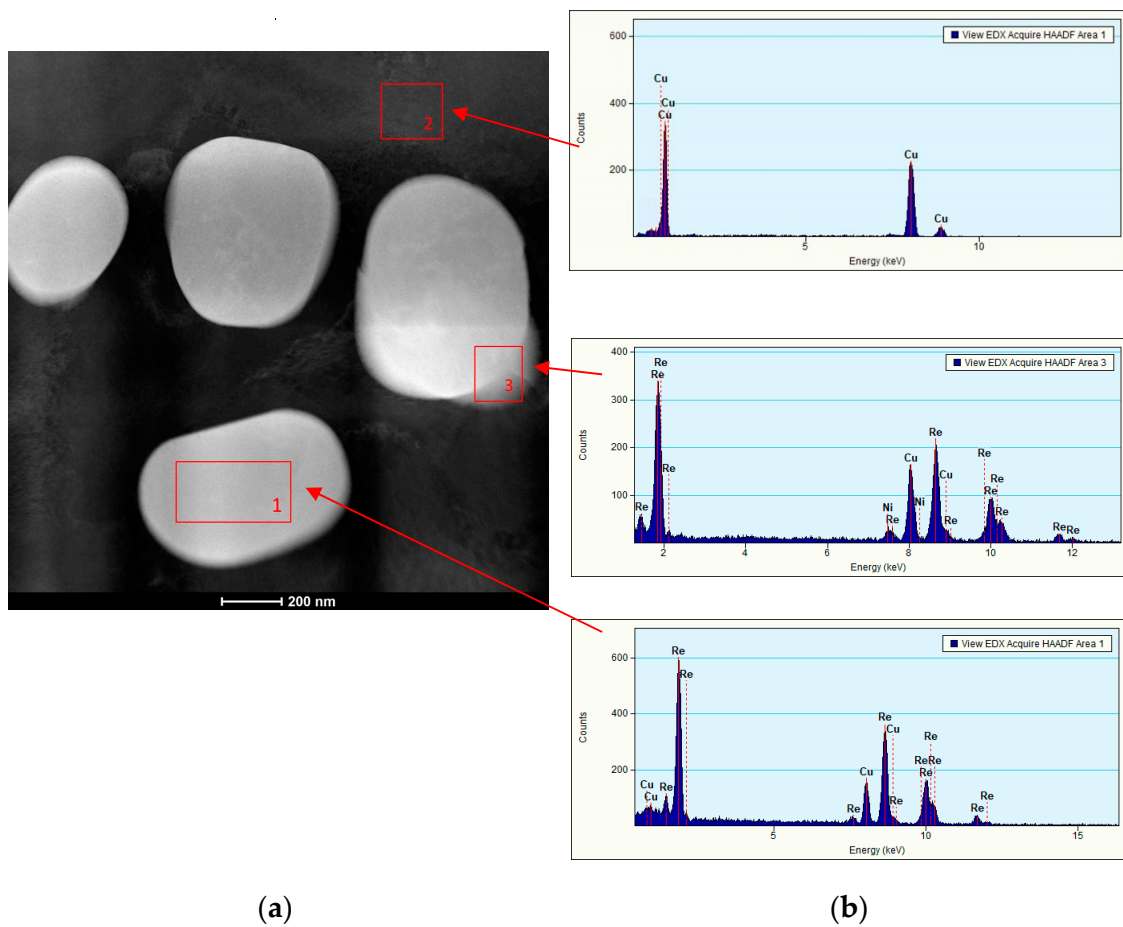 2
3
1
200 nm
(a)
View EDX Acquire HAADF Area 1
600
400
200
Counts
Cu
Cu
Cu
Cu
Cu
5
10
Energy (keV)
View EDX Acquire HAADF Area 3
400
300
200
100
Counts
Re
Re
Re
Re
Ni
Re
Cu
Ni
Re
Cu
Re
Re
Re
Re
Re
Re
Re
2
4
6
8
10
12
Energy (keV)
View EDX Acquire HAADF Area 1
600
400
200
Counts
Cu
Cu
Re
Re
Re
Re
Cu
Re
Cu
Re
Re
Re
Re
Re
Re
Re
5
10
15
Energy (keV)
(b)